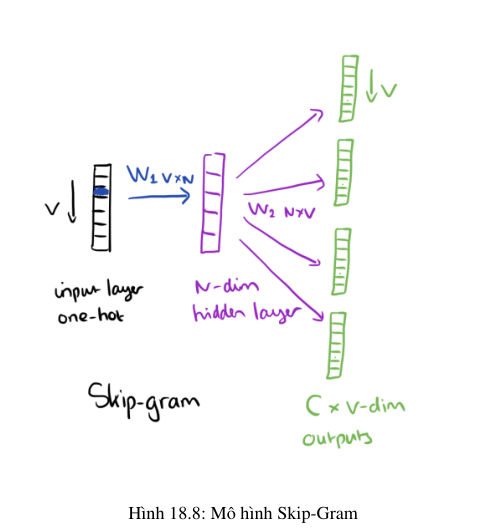 V
W1 V×N
V
W2 N×V
input layer
one-hot
N-dim
hidden layer
Skip-gram
C × V-dim
outputs
Hình 18.8: Mô hình Skip-Gram